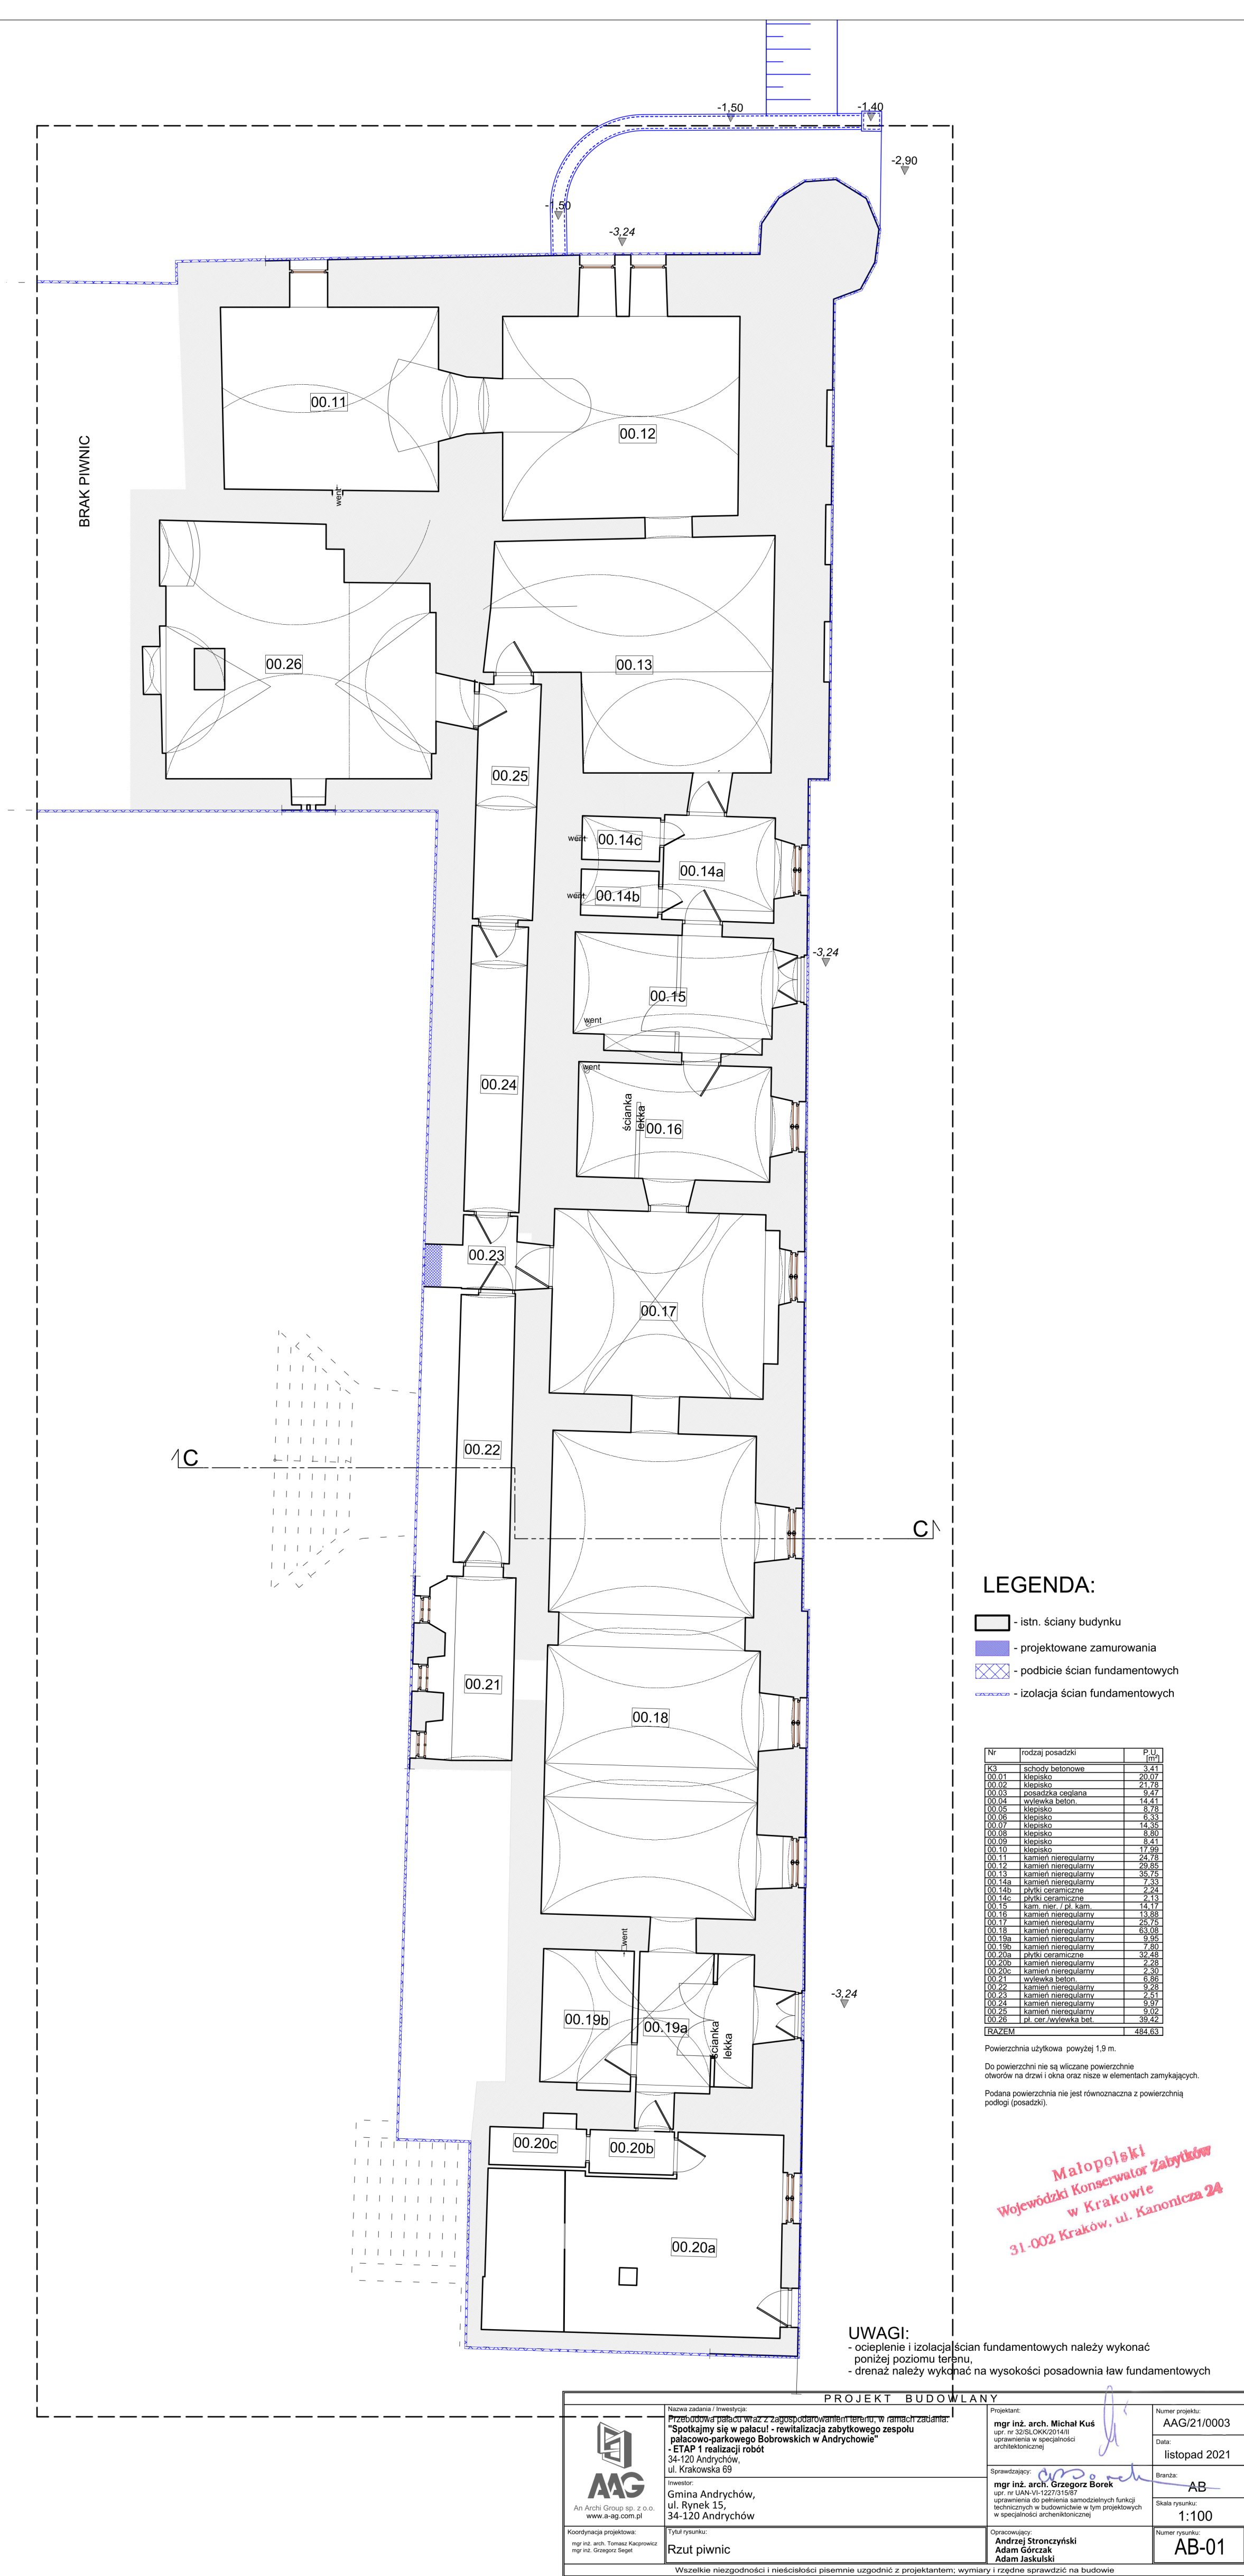 -1,50
-1,40
-2,90
-1,50
-3,24
00.11
00.12
BRAK PIWNIC
went
00.26
00.13
00.25
went
00.14c
00.14a
went
00.14b
-3,24
00.15
went
went
00.24
ścianka
lekka
00.16
00.23
00.17
00.22
C
C
00.21
00.18
went
00.19b
00.19a
ścianka
lekka
-3,24
00.20c
00.20b
00.20a
LEGENDA:
- istn. ściany budynku
- projektowane zamurowania
- podbicie ścian fundamentowych
- izolacja ścian fundamentowych
Nr rodzaj posadzki P.U. [m²]
K3 schody betonowe 3,41
00.01 klepisko 20,07
00.02 klepisko 21,78
00.03 posadzka ceglana 9,47
00.04 wylewka beton. 14,41
00.05 klepisko 8,78
00.06 klepisko 6,33
00.07 klepisko 14,35
00.08 klepisko 8,80
00.09 klepisko 8,41
00.10 klepisko 17,99
00.11 kamień nieregularny 24,78
00.12 kamień nieregularny 29,85
00.13 kamień nieregularny 35,75
00.14a kamień nieregularny 7,33
00.14b płytki ceramiczne 2,24
00.14c płytki ceramiczne 2,13
00.15 kam. nier. / pł. kam. 14,17
00.16 kamień nieregularny 13,88
00.17 kamień nieregularny 25,75
00.18 kamień nieregularny 63,08
00.19a kamień nieregularny 9,95
00.19b kamień nieregularny 7,80
00.20a płytki ceramiczne 32,48
00.20b kamień nieregularny 2,28
00.20c kamień nieregularny 2,30
00.21 wylewka beton. 6,86
00.22 kamień nieregularny 9,28
00.23 kamień nieregularny 2,51
00.24 kamień nieregularny 9,97
00.25 kamień nieregularny 9,02
00.26 pł. cer./wylewka bet. 39,42
RAZEM 484,63
Powierzchnia użytkowa powyżej 1,9 m.
Do powierzchni nie są wliczane powierzchnie
otworów na drzwi i okna oraz nisze w elementach zamykających.
Podana powierzchnia nie jest równoznaczna z powierzchnią
podłogi (posadzki).
Małopolski
Wojewódzki Konserwator Zabytków
w Krakowie
31-002 Kraków, ul. Kanonicza 24
UWAGI:
- ocieplenie i izolacja ścian fundamentowych należy wykonać
poniżej poziomu terenu,
- drenaż należy wykonać na wysokości posadownia ław fundamentowych
PROJEKT BUDOWLANY
AAG
An Archi Group sp. z o.o.
www.a-ag.com.pl
Koordynacja projektowa:
mgr inż. arch. Tomasz Kacprowicz
mgr inż. Grzegorz Seget
Nazwa zadania / Inwestycja:
Przebudowa pałacu wraz z zagospodarowaniem terenu, w ramach zadania:
"Spotkajmy się w pałacu! - rewitalizacja zabytkowego zespołu
pałacowo-parkowego Bobrowskich w Andrychowie"
- ETAP 1 realizacji robót
34-120 Andrychów,
ul. Krakowska 69
Inwestor:
Gmina Andrychów,
ul. Rynek 15,
34-120 Andrychów
Tytuł rysunku:
Rzut piwnic
Projektant:
mgr inż. arch. Michał Kuś
upr. nr 32/SLOKK/2014/II
uprawnienia w specjalności
architektonicznej
Sprawdzający:
mgr inż. arch. Grzegorz Borek
upr. nr UAN-VI-1227/315/87
uprawnienia do pełnienia samodzielnych funkcji
technicznych w budownictwie w tym projektowych
w specjalności archeniktonicznej
Opracowujący:
Andrzej Stronczyński
Adam Górczak
Adam Jaskulski
Numer projektu:
AAG/21/0003
Data:
listopad 2021
Branża:
AB
Skala rysunku:
1:100
Numer rysunku:
AB-01
Wszelkie niezgodności i nieścisłości pisemnie uzgodnić z projektantem; wymiary i rzędne sprawdzić na budowie